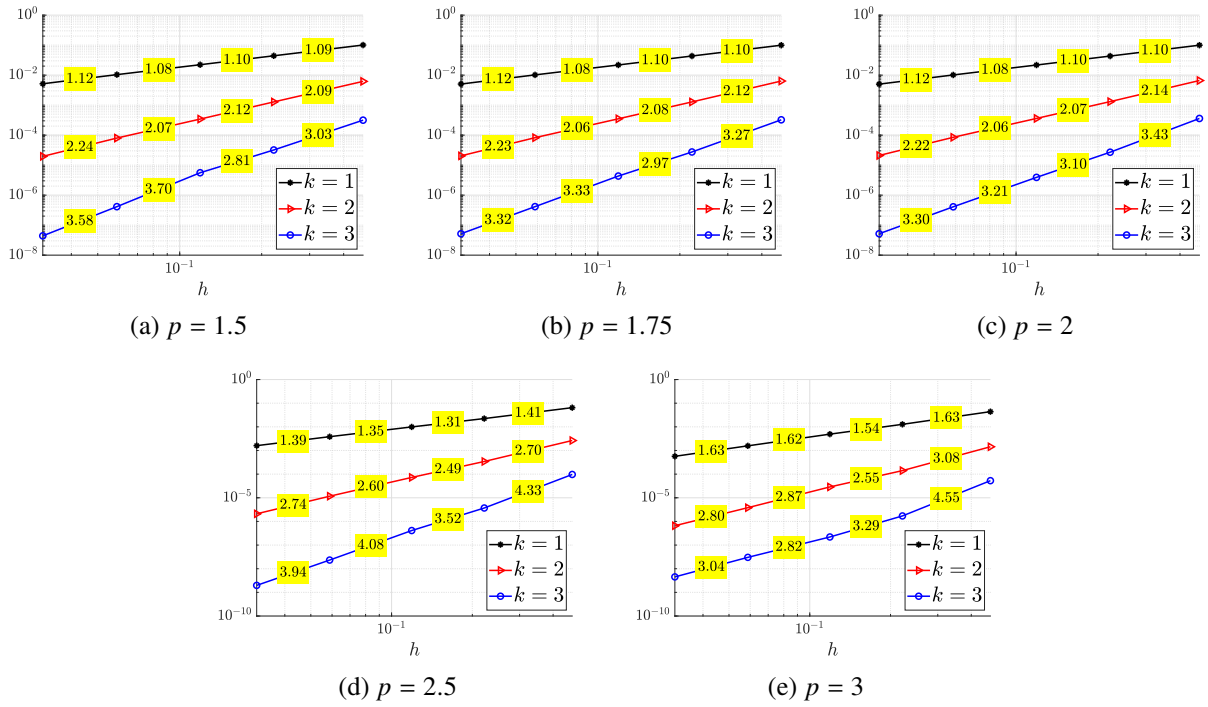 10^0
10^-2
10^-4
10^-6
10^-8
1.12 1.08 1.10 1.09
2.24 2.07 2.12 2.09
3.58 3.70 2.81 3.03
k = 1
k = 2
k = 3
10^-1
h
(a) p = 1.5
10^0
10^-2
10^-4
10^-6
10^-8
1.12 1.08 1.10 1.10
2.23 2.06 2.08 2.12
3.32 3.33 2.97 3.27
k = 1
k = 2
k = 3
10^-1
h
(b) p = 1.75
10^0
10^-2
10^-4
10^-6
10^-8
1.12 1.08 1.10 1.10
2.22 2.06 2.07 2.14
3.30 3.21 3.10 3.43
k = 1
k = 2
k = 3
10^-1
h
(c) p = 2
10^0
10^-5
10^-10
1.39 1.35 1.31 1.41
2.74 2.60 2.49 2.70
3.94 4.08 3.52 4.33
k = 1
k = 2
k = 3
10^-1
h
(d) p = 2.5
10^0
10^-5
10^-10
1.63 1.62 1.54 1.63
2.80 2.87 2.55 3.08
3.04 2.82 3.29 4.55
k = 1
k = 2
k = 3
10^-1
h
(e) p = 3